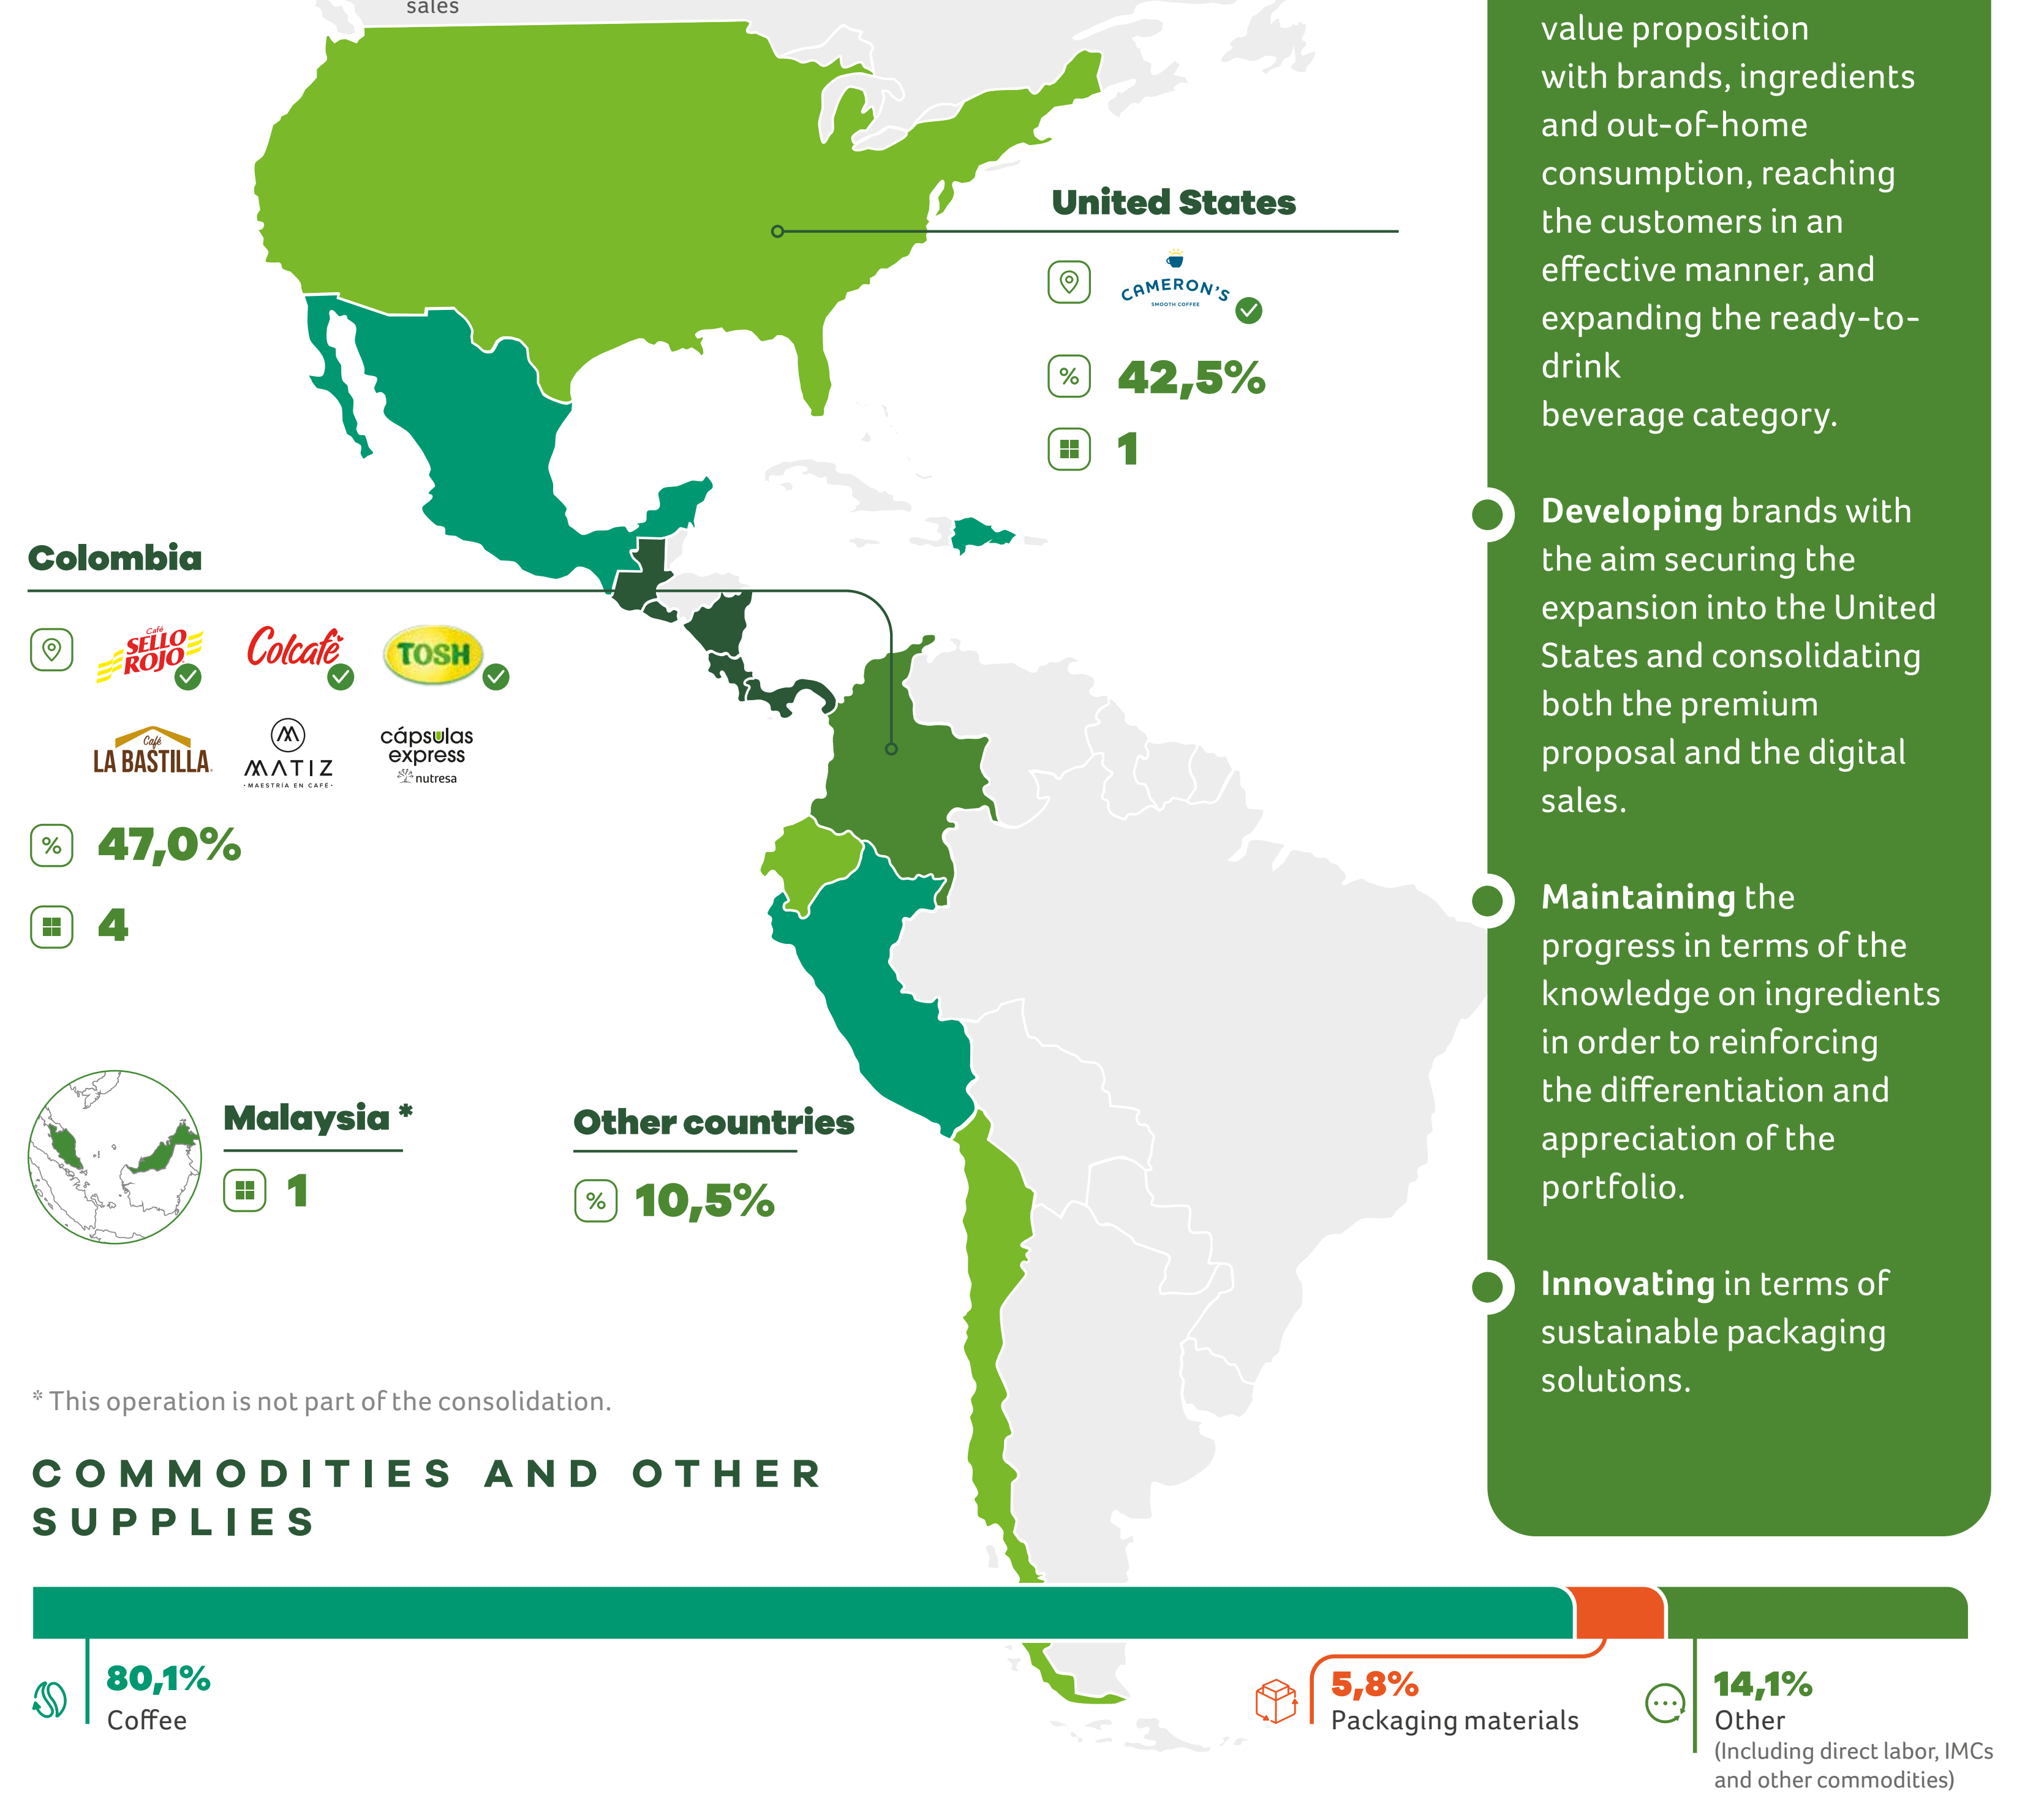 sales
United States
CAMERON'S
SMOOTH COFFEE
%
42,5%
1
Colombia
Café
SELLO
ROJO
Colcafé
TOSH
Café
LA BASTILLA
MATIZ
· MAESTRÍA EN CAFÉ ·
cápsulas
express
nutresa
%
47,0%
4
Malaysia *
1
Other countries
%
10,5%
* This operation is not part of the consolidation.
value proposition
with brands, ingredients
and out-of-home
consumption, reaching
the customers in an
effective manner, and
expanding the ready-to-
drink
beverage category.
Developing brands with
the aim securing the
expansion into the United
States and consolidating
both the premium
proposal and the digital
sales.
Maintaining the
progress in terms of the
knowledge on ingredients
in order to reinforcing
the differentiation and
appreciation of the
portfolio.
Innovating in terms of
sustainable packaging
solutions.
COMMODITIES AND OTHER
SUPPLIES
80,1%
Coffee
5,8%
Packaging materials
14,1%
Other
(Including direct labor, IMCs
and other commodities)